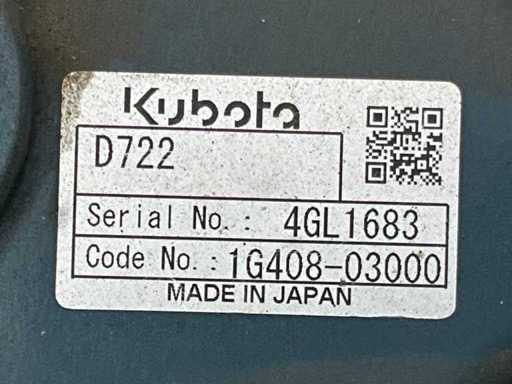 Kubota
D722
Serial No. : 4GL1683
Code No. : 1G408-03000
MADE IN JAPAN